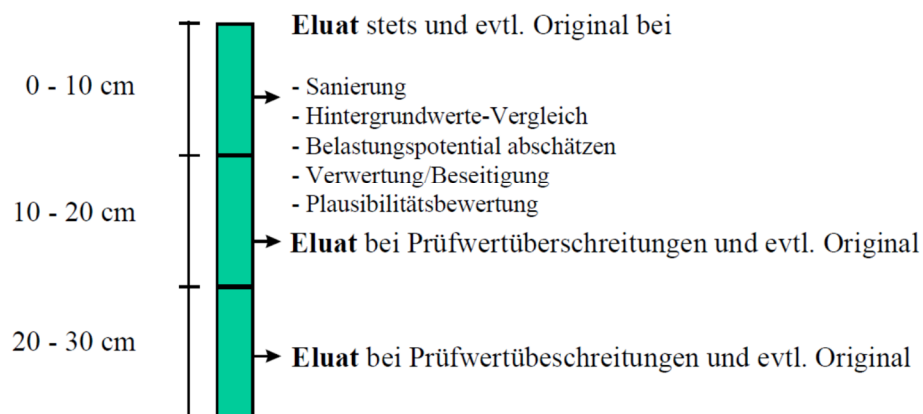 Eluat stets und evtl. Original bei
0 - 10 cm
- Sanierung
- Hintergrundwerte-Vergleich
- Belastungspotential abschätzen
- Verwertung/Beseitigung
- Plausibilitätsbewertung
10 - 20 cm
Eluat bei Prüfwertüberschreitungen und evtl. Original
20 - 30 cm
Eluat bei Prüfwertübeschreitungen und evtl. Original